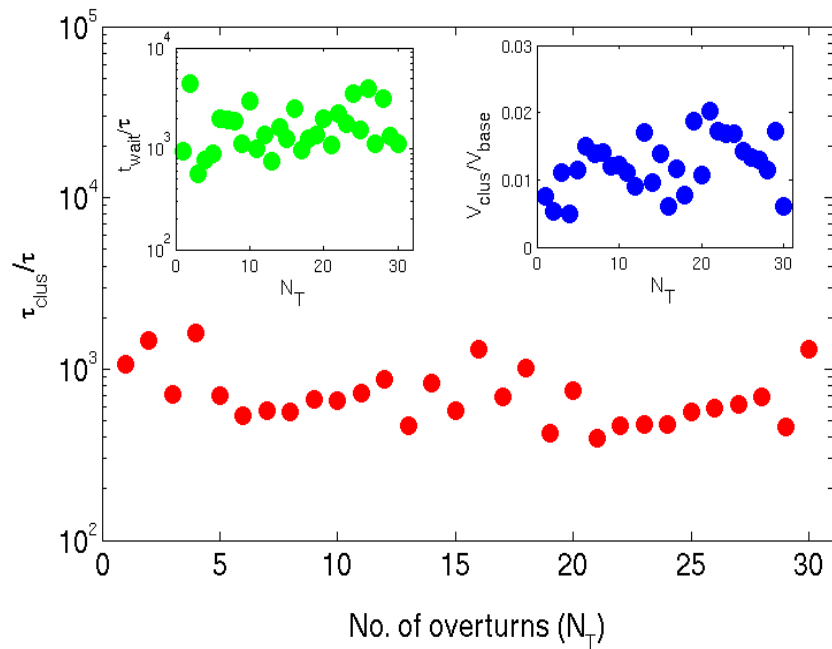 10^5
10^4
10^3
10^2
τ_clus/τ
0 5 10 15 20 25 30
No. of overturns (N_T)
10^4
10^3
10^2
t_wait/τ
0 10 20 30
N_T
0.03
0.02
0.01
0
V_clus/V_base
0 10 20 30
N_T